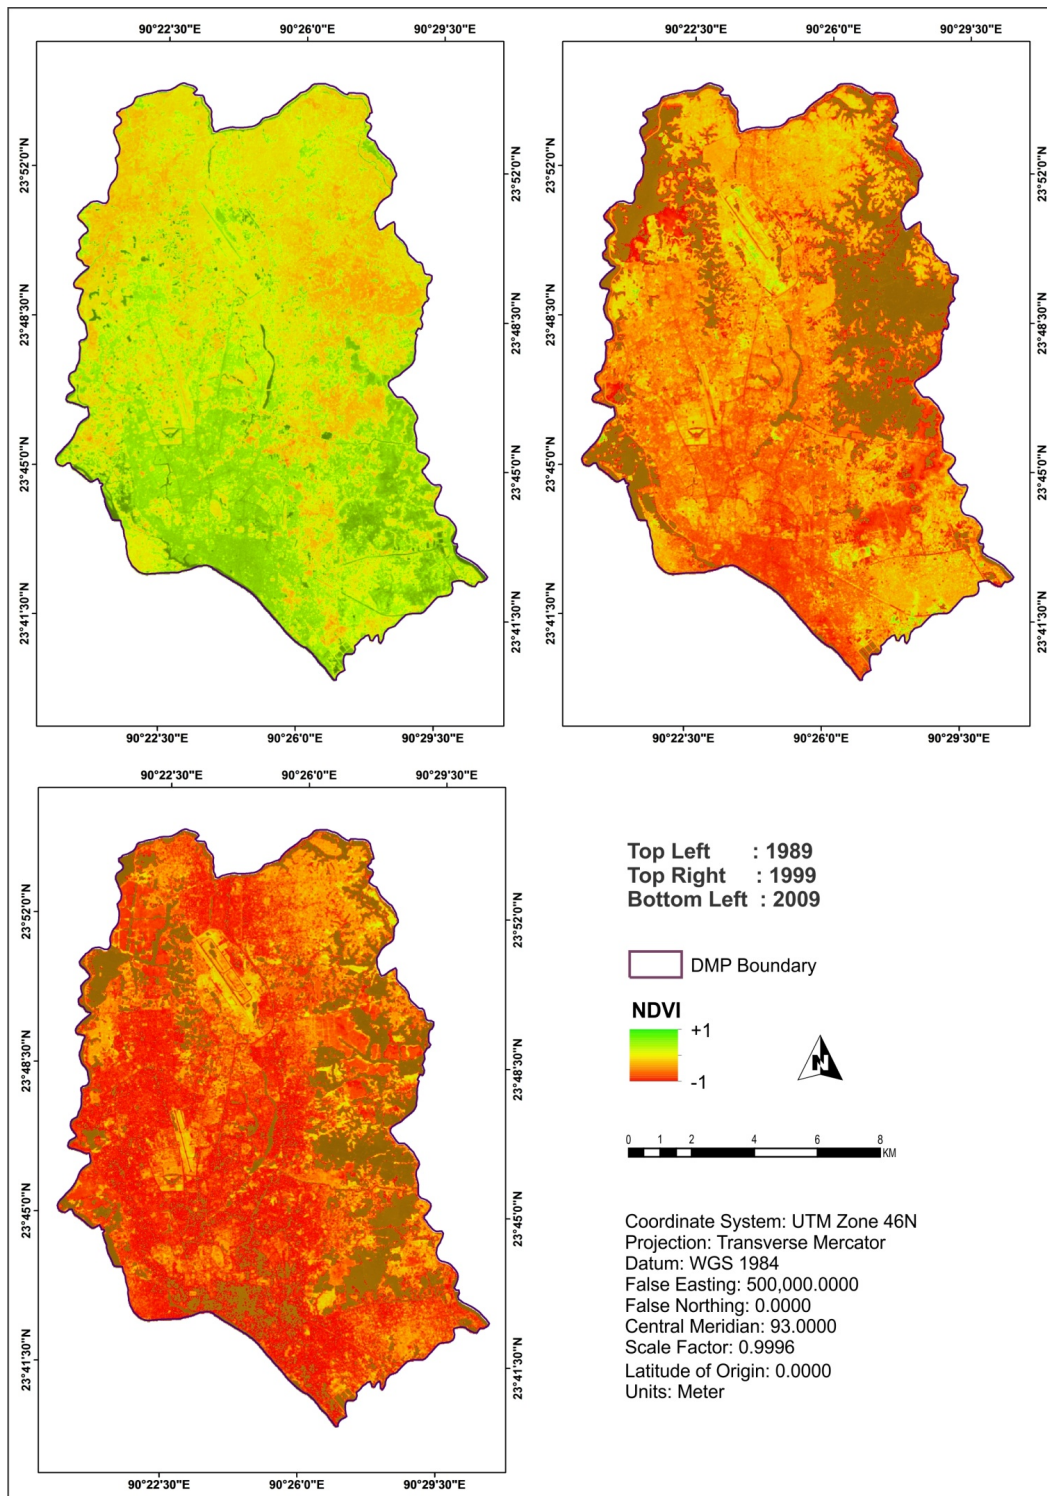 90°22'30"E 90°26'0"E 90°29'30"E
90°22'30"E 90°26'0"E 90°29'30"E
23°52'0"N 23°48'30"N 23°45'0"N 23°41'30"N
23°52'0"N 23°48'30"N 23°45'0"N 23°41'30"N
23°52'0"N 23°48'30"N 23°45'0"N 23°41'30"N
23°52'0"N 23°48'30"N 23°45'0"N 23°41'30"N
90°22'30"E 90°26'0"E 90°29'30"E
90°22'30"E 90°26'0"E 90°29'30"E
90°22'30"E 90°26'0"E 90°29'30"E
23°52'0"N 23°48'30"N 23°45'0"N 23°41'30"N
23°52'0"N 23°48'30"N 23°45'0"N 23°41'30"N
90°22'30"E 90°26'0"E 90°29'30"E
Top Left : 1989
Top Right : 1999
Bottom Left : 2009
DMP Boundary
NDVI
+1
-1
N
0 1 2 4 6 8
KM
Coordinate System: UTM Zone 46N
Projection: Transverse Mercator
Datum: WGS 1984
False Easting: 500,000.0000
False Northing: 0.0000
Central Meridian: 93.0000
Scale Factor: 0.9996
Latitude of Origin: 0.0000
Units: Meter